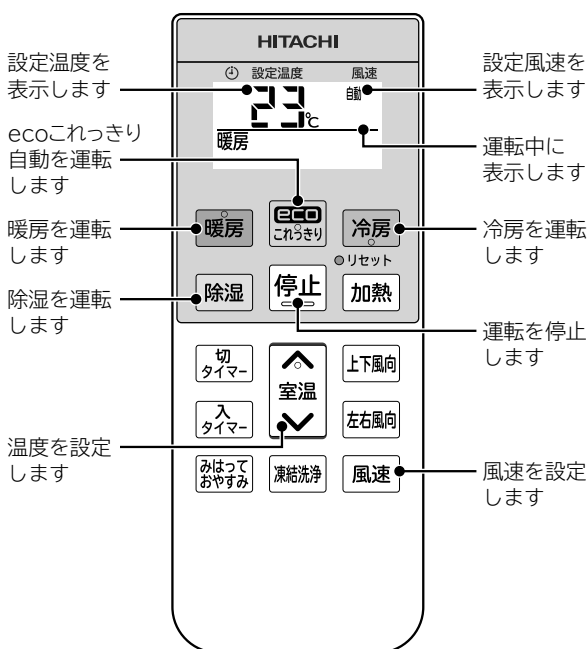 HITACHI
設定温度を
表示します
設定温度
風速
設定風速を
表示します
23℃
自動
暖房
ecoこれっきり
自動を運転
します
運転中に
表示します
暖房を運転
します
暖房
eco
これっきり
冷房
冷房を運転
します
リセット
除湿を運転
します
除湿
停止
加熱
運転を停止
します
切
タイマー
室温
上下風向
入
タイマー
左右風向
温度を設定
します
みはって
おやすみ
凍結洗浄
風速
風速を設定
します